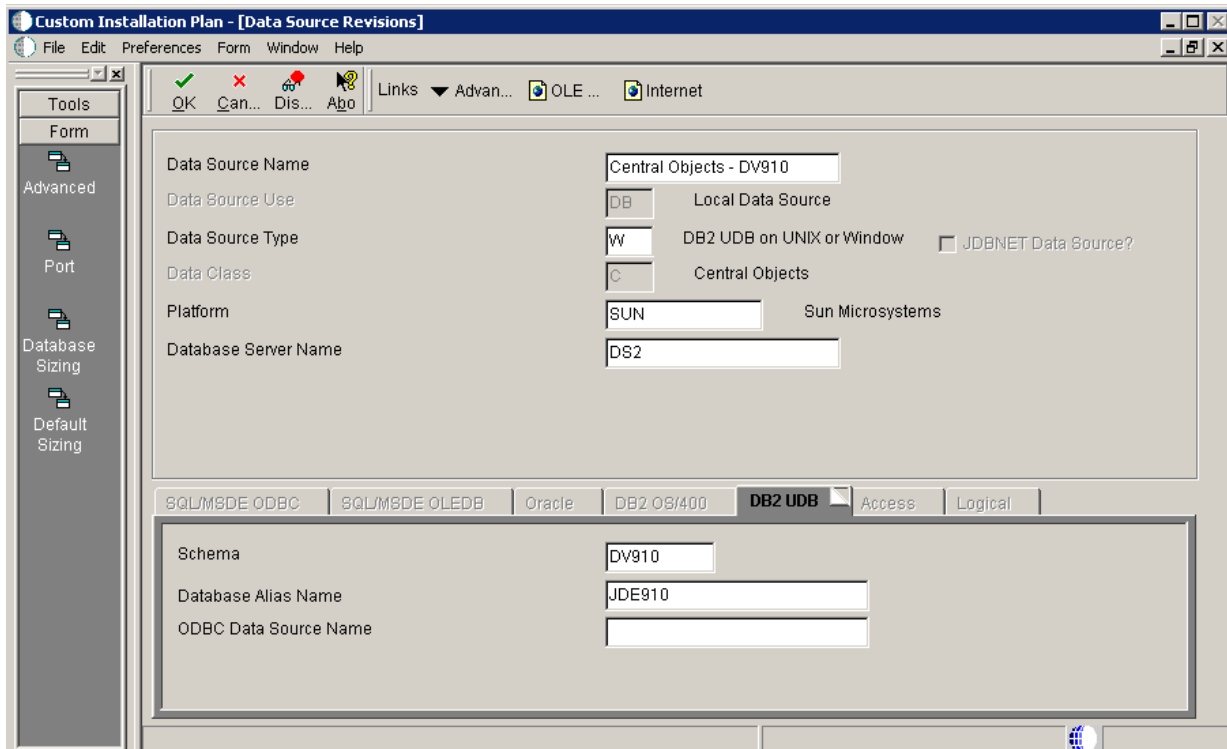 Custom Installation Plan - [Data Source Revisions]
File Edit Preferences Form Window Help
Tools
Form
Advanced
Port
Database Sizing
Default Sizing
OK Can... Dis... Abo Links Advan... OLE ... Internet
Data Source Name Central Objects - DV910
Data Source Use DB Local Data Source
Data Source Type W DB2 UDB on UNIX or Window JDBNET Data Source?
Data Class C Central Objects
Platform SUN Sun Microsystems
Database Server Name DS2
SQL/MSDE ODBC SQL/MSDE OLEDB Oracle DB2 OS/400 DB2 UDB Access Logical
Schema DV910
Database Alias Name JDE910
ODBC Data Source Name